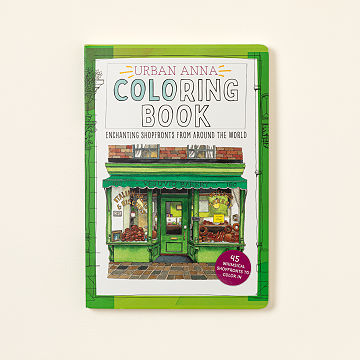 URBAN ANNA
COLORING
BOOK
ENCHANTING SHOPFRONTS FROM AROUND THE WORLD
45
WHIMSICAL
SHOPFRONTS TO
COLOR IN